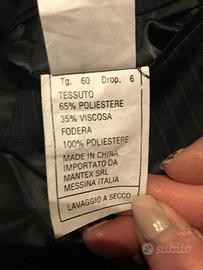 Tg. 60 Drop. 6
TESSUTO
65% POLIESTERE
35% VISCOSA
FODERA
100% POLIESTERE
MADE IN CHINA
IMPORTATO DA
MANTEX SRL
MESSINA ITALIA
LAVAGGIO A SECCO
subito